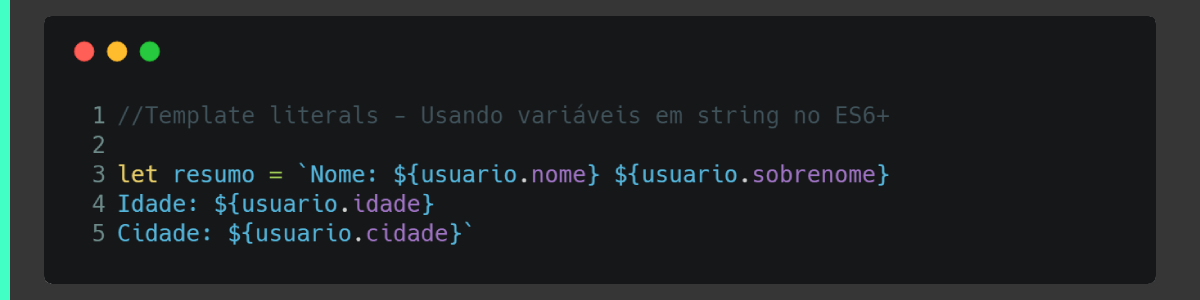 1 //Template literals - Usando variáveis em string no ES6+
2
3 let resumo = `Nome: ${usuario.nome} ${usuario.sobrenome}
4 Idade: ${usuario.idade}
5 Cidade: ${usuario.cidade}`